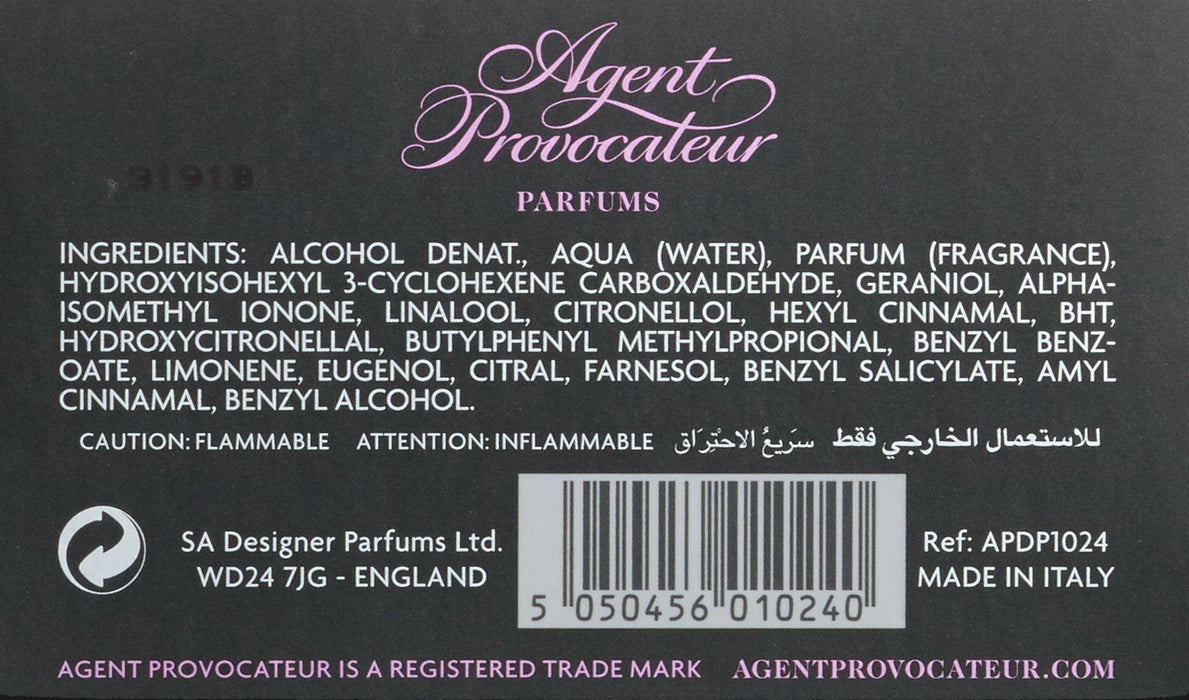 Agent
Provocateur
PARFUMS
31918
INGREDIENTS: ALCOHOL DENAT., AQUA (WATER), PARFUM (FRAGRANCE),
HYDROXYISOHEXYL 3-CYCLOHEXENE CARBOXALDEHYDE, GERANIOL, ALPHA-
ISOMETHYL IONONE, LINALOOL, CITRONELLOL, HEXYL CINNAMAL, BHT,
HYDROXYCITRONELLAL, BUTYLPHENYL METHYLPROPIONAL, BENZYL BENZ-
OATE, LIMONENE, EUGENOL, CITRAL, FARNESOL, BENZYL SALICYLATE, AMYL
CINNAMAL, BENZYL ALCOHOL.
CAUTION: FLAMMABLE ATTENTION: INFLAMMABLE للاستعمال الخارجي فقط سرَيعُ الاحْتِرَاق
SA Designer Parfums Ltd.
WD24 7JG - ENGLAND
5 050456 010240
Ref: APDP1024
MADE IN ITALY
AGENT PROVOCATEUR IS A REGISTERED TRADE MARK AGENTPROVOCATEUR.COM